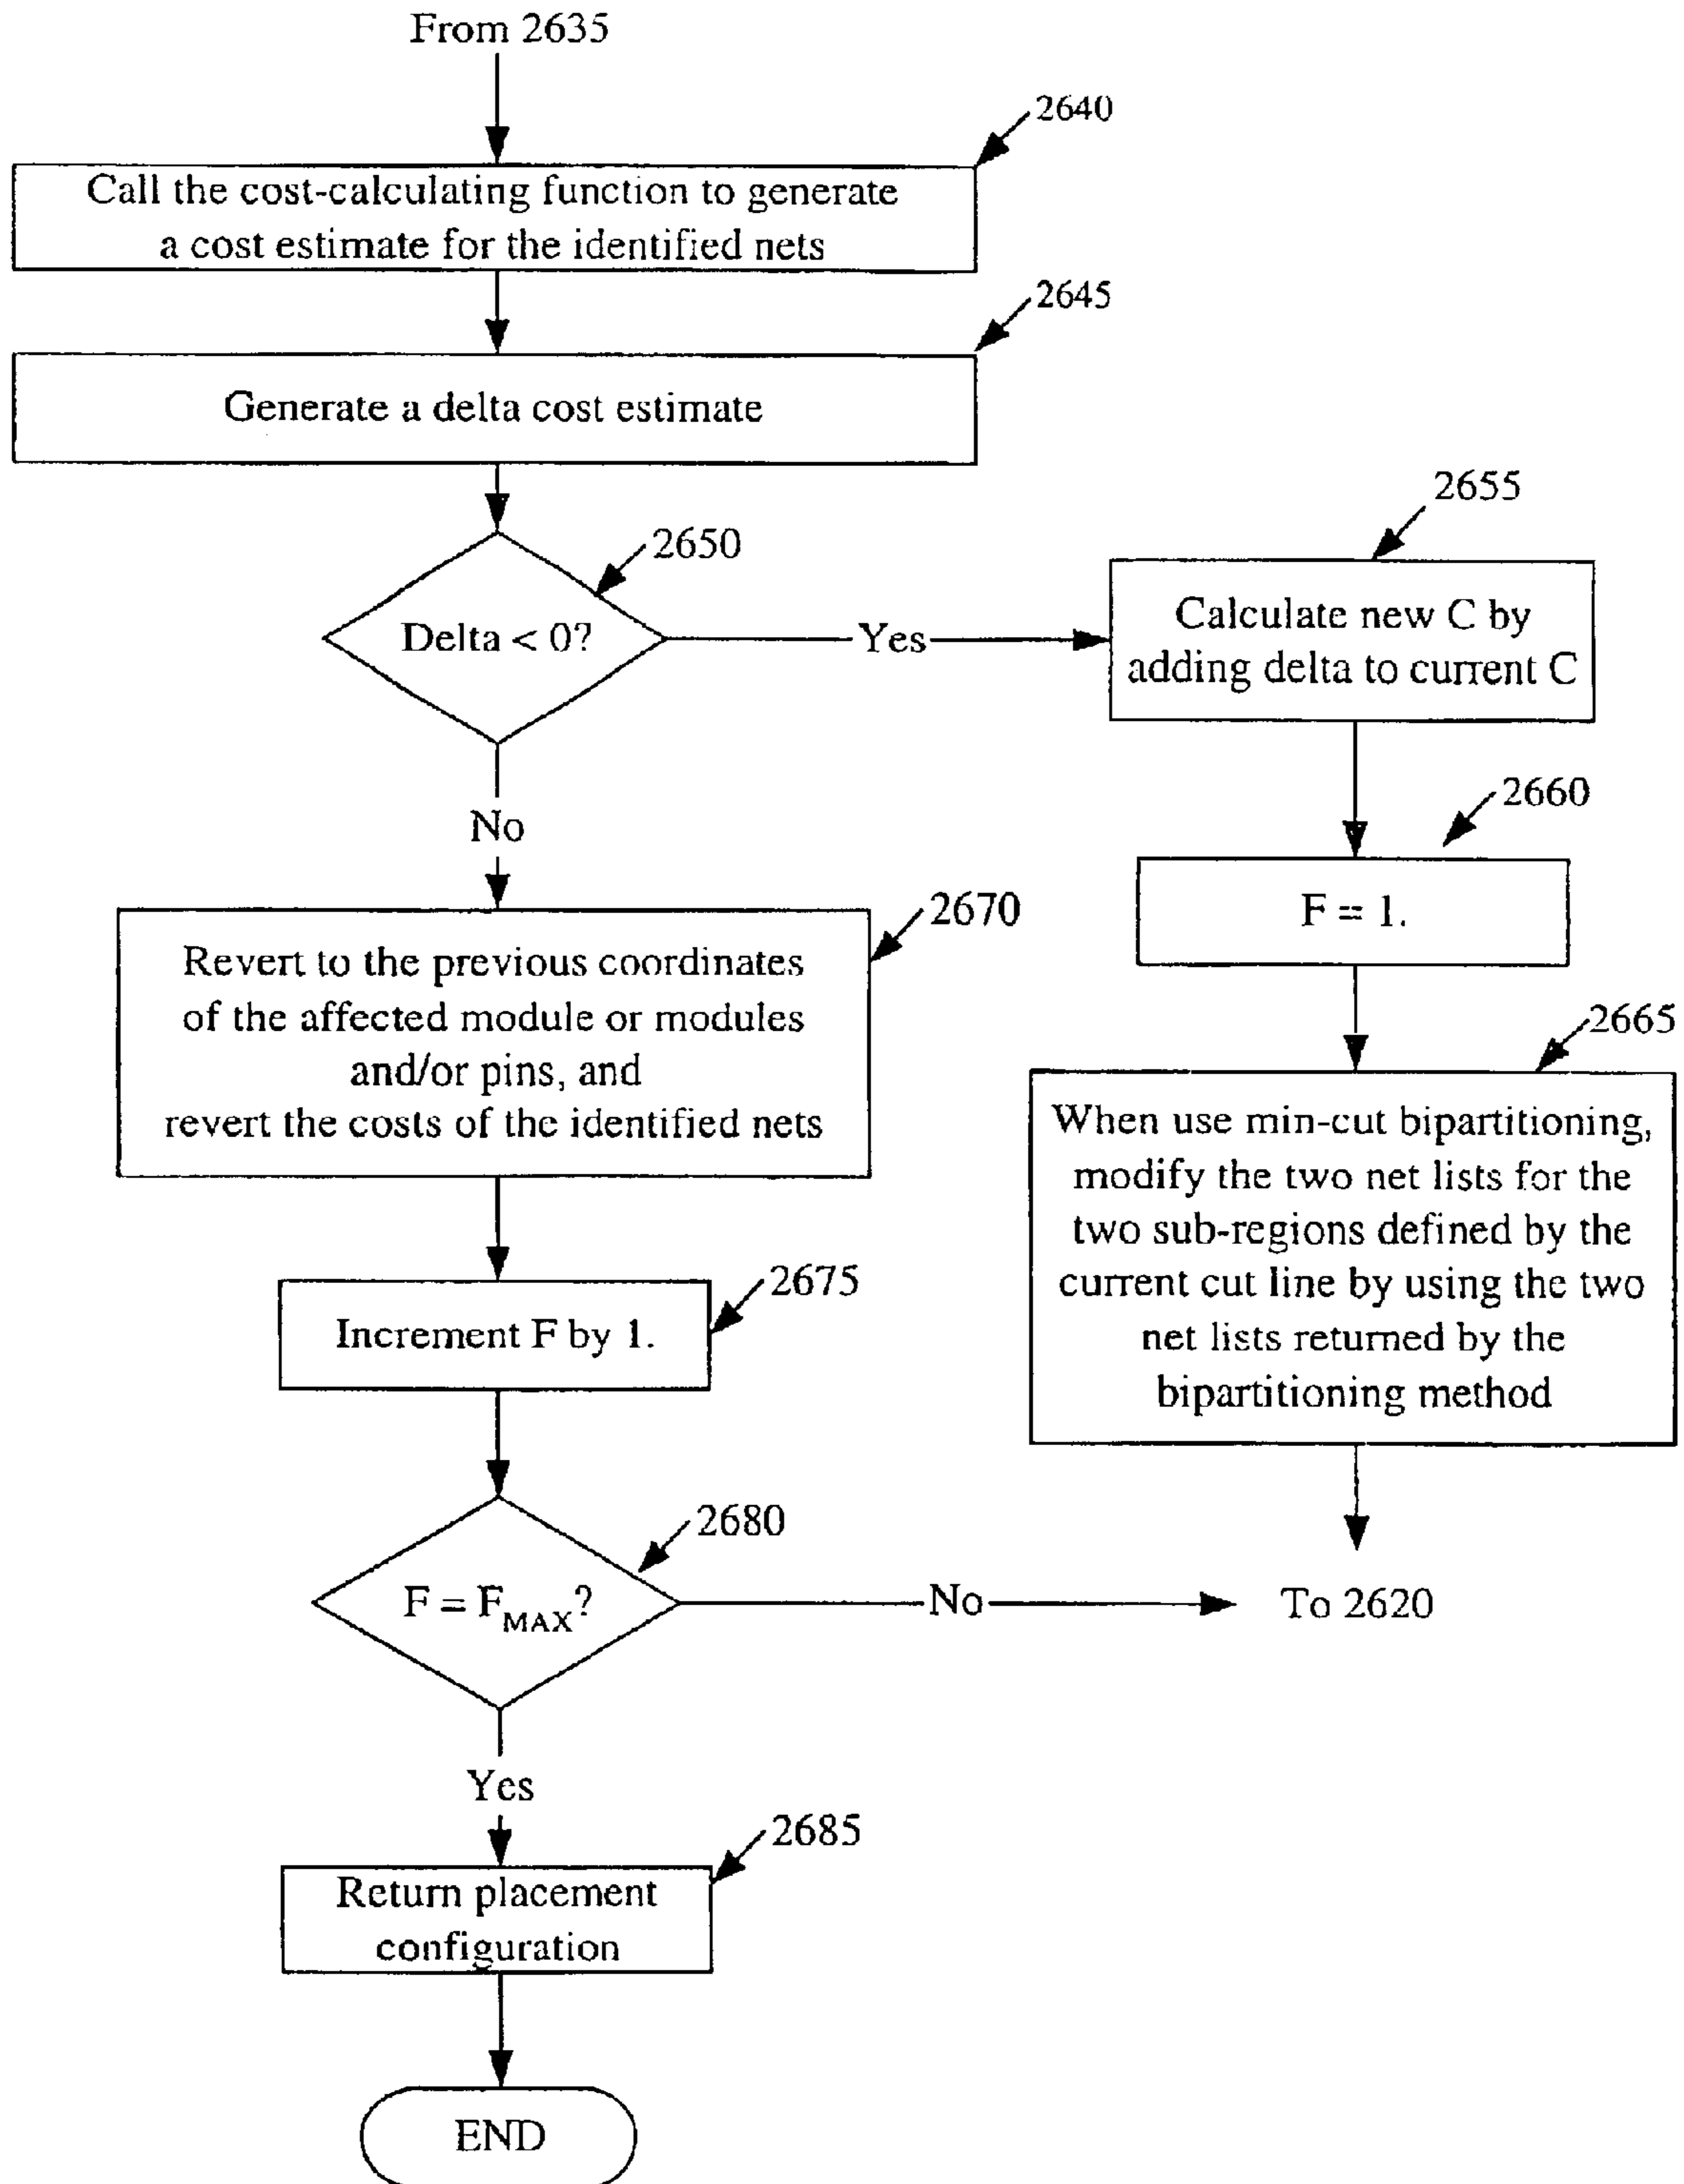 From 2635
2640
Call the cost-calculating function to generate
a cost estimate for the identified nets
2645
Generate a delta cost estimate
2650
Delta < 0?
Yes
2655
Calculate new C by
adding delta to current C
2660
F = 1.
2665
When use min-cut bipartitioning,
modify the two net lists for the
two sub-regions defined by the
current cut line by using the two
net lists returned by the
bipartitioning method
No
2670
Revert to the previous coordinates
of the affected module or modules
and/or pins, and
revert the costs of the identified nets
2675
Increment F by 1.
2680
F = F_MAX?
No
To 2620
Yes
2685
Return placement
configuration
END